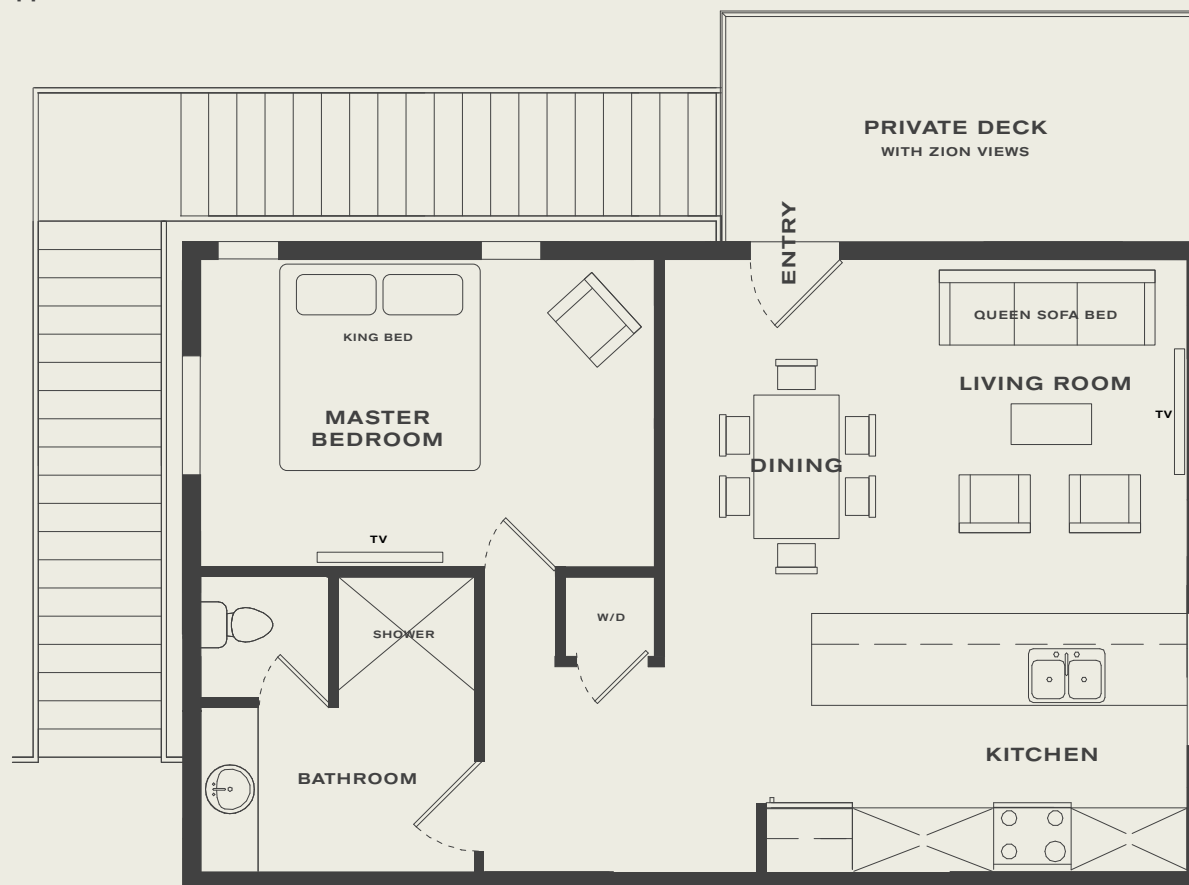 PRIVATE DECK
WITH ZION VIEWS
ENTRY
QUEEN SOFA BED
KING BED
LIVING ROOM
TV
MASTER
BEDROOM
DINING
TV
W/D
SHOWER
KITCHEN
BATHROOM